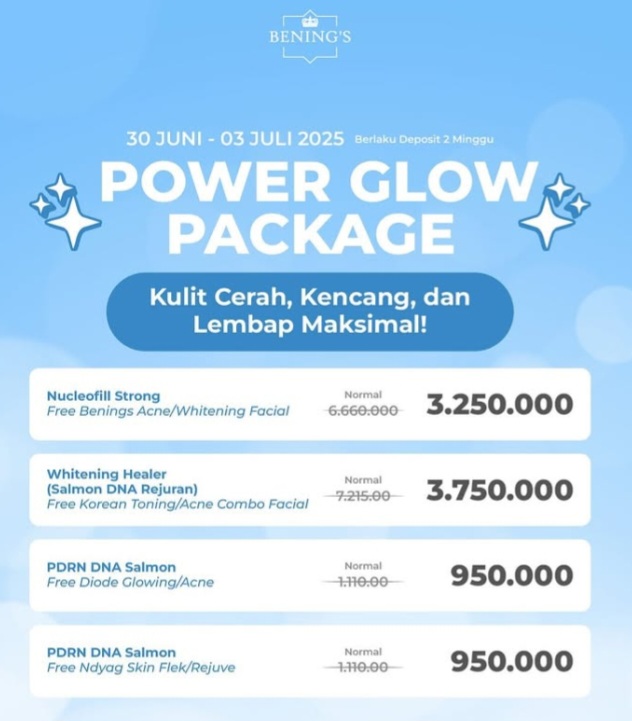 BENING'S
30 JUNI - 03 JULI 2025 Berlaku Deposit 2 Minggu
POWER GLOW
PACKAGE
Kulit Cerah, Kencang, dan
Lembap Maksimal!
Nucleofill Strong
Free Benings Acne/Whitening Facial
Normal
6.660.000
3.250.000
Whitening Healer
(Salmon DNA Rejuran)
Free Korean Toning/Acne Combo Facial
Normal
7.215.00
3.750.000
PDRN DNA Salmon
Free Diode Glowing/Acne
Normal
1.110.00
950.000
PDRN DNA Salmon
Free Ndyag Skin Flek/Rejuve
Normal
1.110.00
950.000